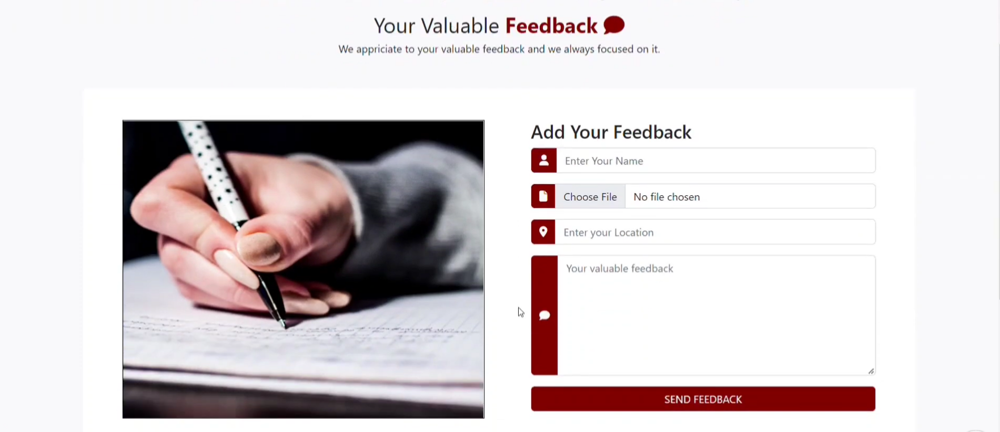 Your Valuable Feedback
We appriciate to your valuable feedback and we always focused on it.
Add Your Feedback
Enter Your Name
Choose File No file chosen
Enter your Location
Your valuable feedback
SEND FEEDBACK